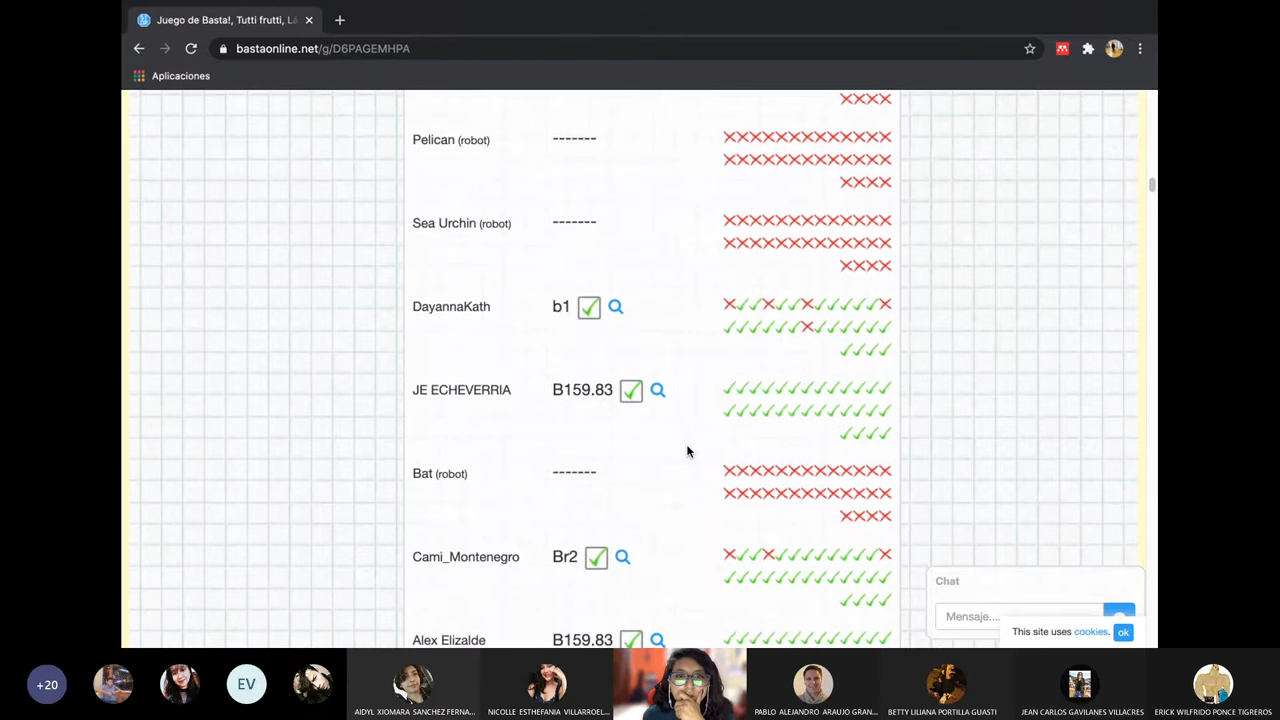 Juego de Basta!, Tutti frutti, Lá
bastaonline.net/g/D6PAGEMHPA
Aplicaciones
Pelican (robot) -------
Sea Urchin (robot) -------
DayannaKath b1
JE ECHEVERRIA B159.83
Bat (robot) -------
Cami_Montenegro Br2
Alex Elizalde B159.83
Chat
Mensaje....
This site uses cookies. ok
+20
EV
AIDYL XIOMARA SANCHEZ FERNA...
NICOLLE ESTHEFANIA VILLARROEL...
PABLO ALEJANDRO ARAUJO GRAN...
BETTY LILIANA PORTILLA GUASTI
JEAN CARLOS GAVILANES VILLACRES
ERICK WILFRIDO PONCE TIGREROS